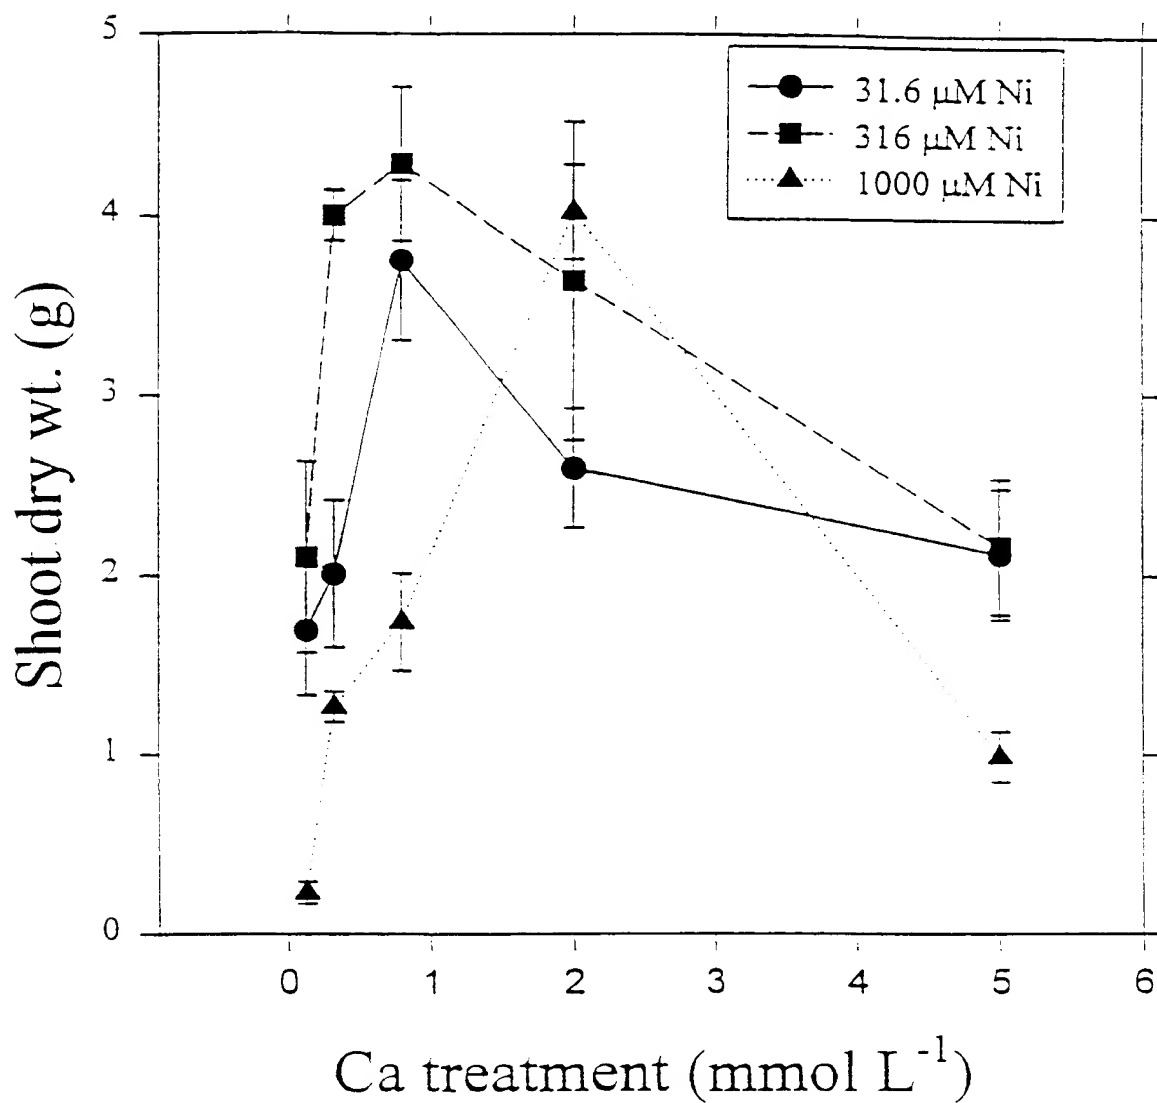 5
31.6 μM Ni
316 μM Ni
1000 μM Ni
4
3
2
1
0
Shoot dry wt. (g)
0 1 2 3 4 5 6
Ca treatment (mmol L⁻¹)